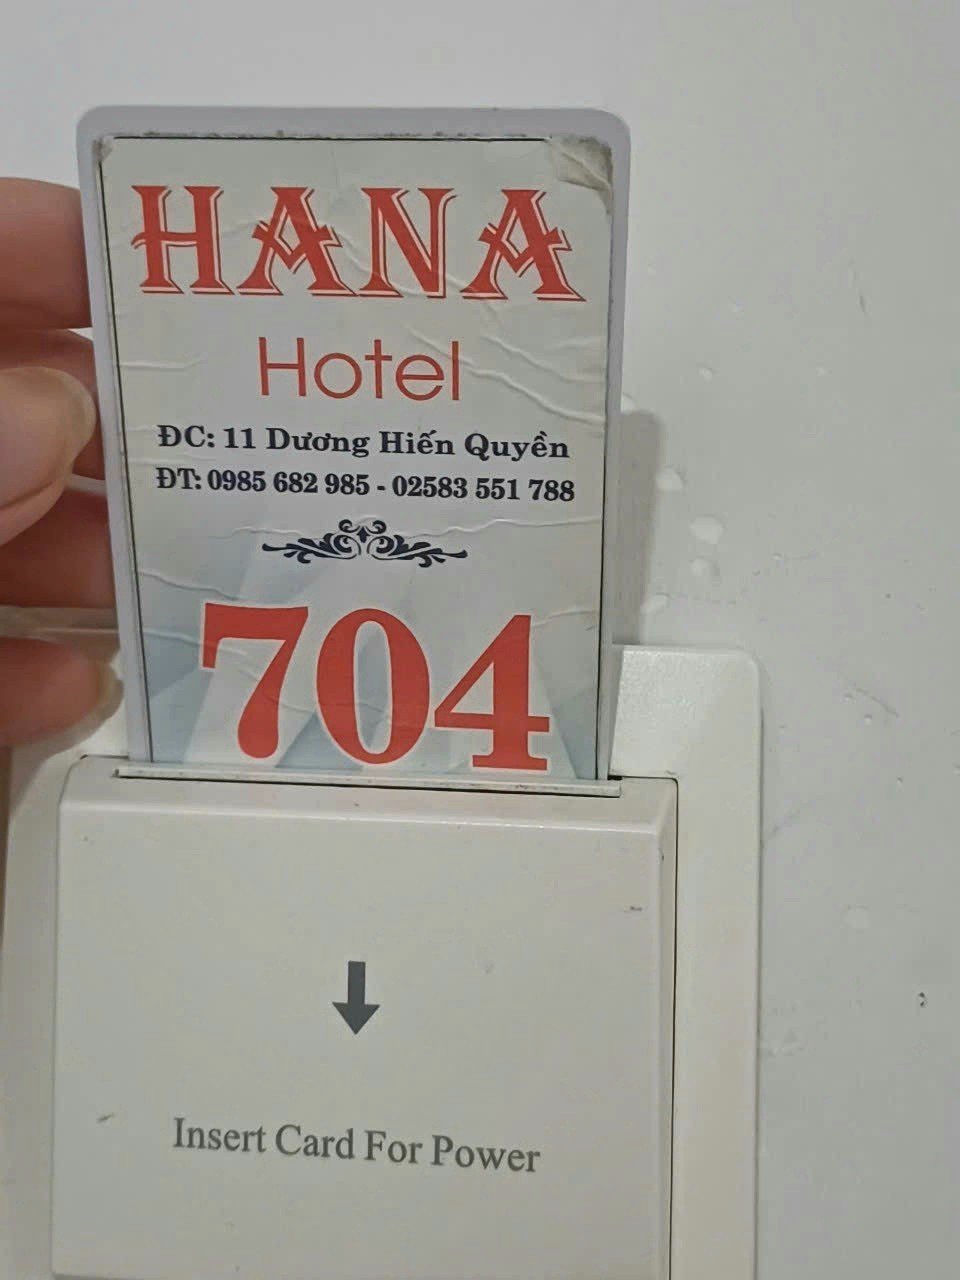 HANA
Hotel
ĐC: 11 Dương Hiến Quyền
ĐT: 0985 682 985 - 02583 551 788
704
Insert Card For Power